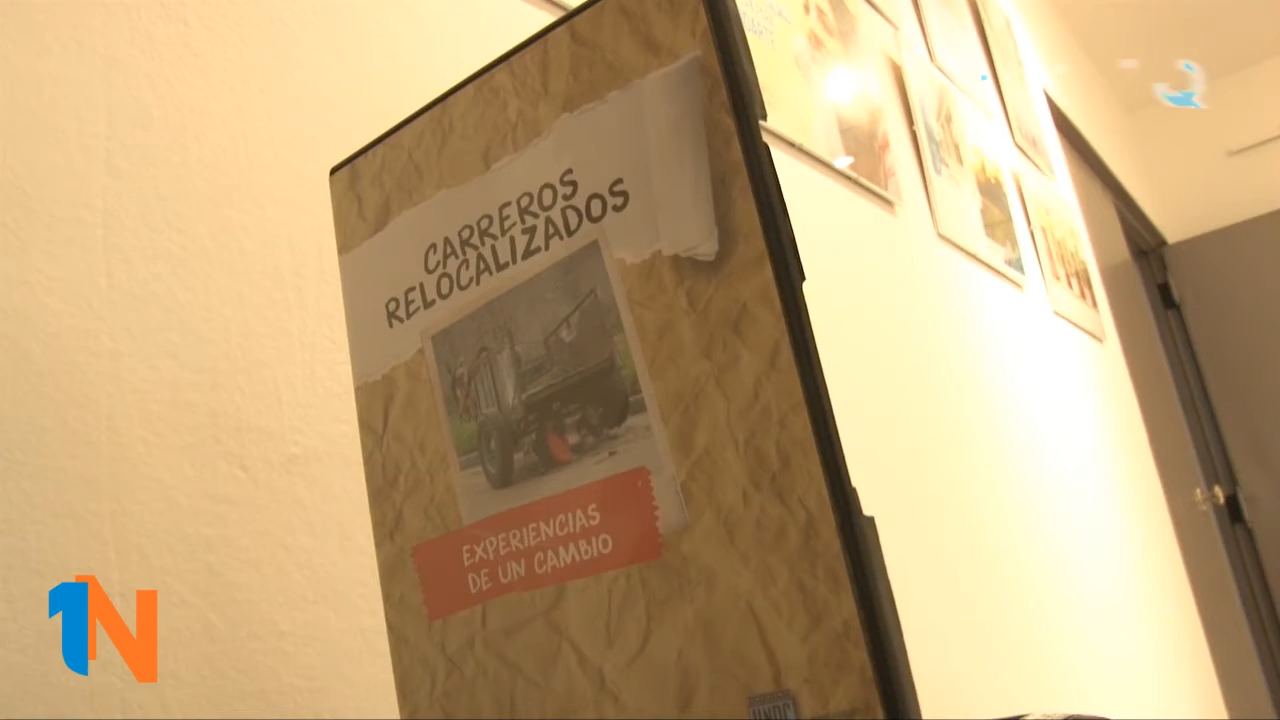 CARREROS
RELOCALIZADOS
EXPERIENCIAS
DE UN CAMBIO
1N